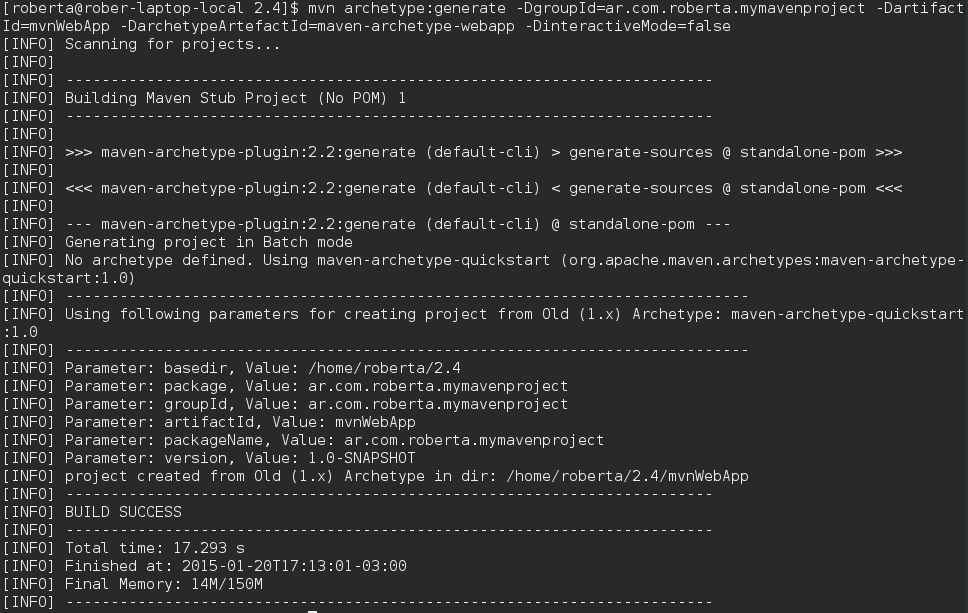 [roberta@rober-laptop-local 2.4]$ mvn archetype:generate -DgroupId=ar.com.roberta.mymavenproject -Dartifact
Id=mvnWebApp -DarchetypeArtefactId=maven-archetype-webapp -DinteractiveMode=false
[INFO] Scanning for projects...
[INFO]
[INFO] ------------------------------------------------------------------------
[INFO] Building Maven Stub Project (No POM) 1
[INFO] ------------------------------------------------------------------------
[INFO]
[INFO] >>> maven-archetype-plugin:2.2:generate (default-cli) > generate-sources @ standalone-pom >>>
[INFO]
[INFO] <<< maven-archetype-plugin:2.2:generate (default-cli) < generate-sources @ standalone-pom <<<
[INFO]
[INFO] --- maven-archetype-plugin:2.2:generate (default-cli) @ standalone-pom ---
[INFO] Generating project in Batch mode
[INFO] No archetype defined. Using maven-archetype-quickstart (org.apache.maven.archetypes:maven-archetype-
quickstart:1.0)
[INFO] ----------------------------------------------------------------------------
[INFO] Using following parameters for creating project from Old (1.x) Archetype: maven-archetype-quickstart
:1.0
[INFO] ----------------------------------------------------------------------------
[INFO] Parameter: basedir, Value: /home/roberta/2.4
[INFO] Parameter: package, Value: ar.com.roberta.mymavenproject
[INFO] Parameter: groupId, Value: ar.com.roberta.mymavenproject
[INFO] Parameter: artifactId, Value: mvnWebApp
[INFO] Parameter: packageName, Value: ar.com.roberta.mymavenproject
[INFO] Parameter: version, Value: 1.0-SNAPSHOT
[INFO] project created from Old (1.x) Archetype in dir: /home/roberta/2.4/mvnWebApp
[INFO] ------------------------------------------------------------------------
[INFO] BUILD SUCCESS
[INFO] ------------------------------------------------------------------------
[INFO] Total time: 17.293 s
[INFO] Finished at: 2015-01-20T17:13:01-03:00
[INFO] Final Memory: 14M/150M
[INFO] ------------------------------------------------------------------------